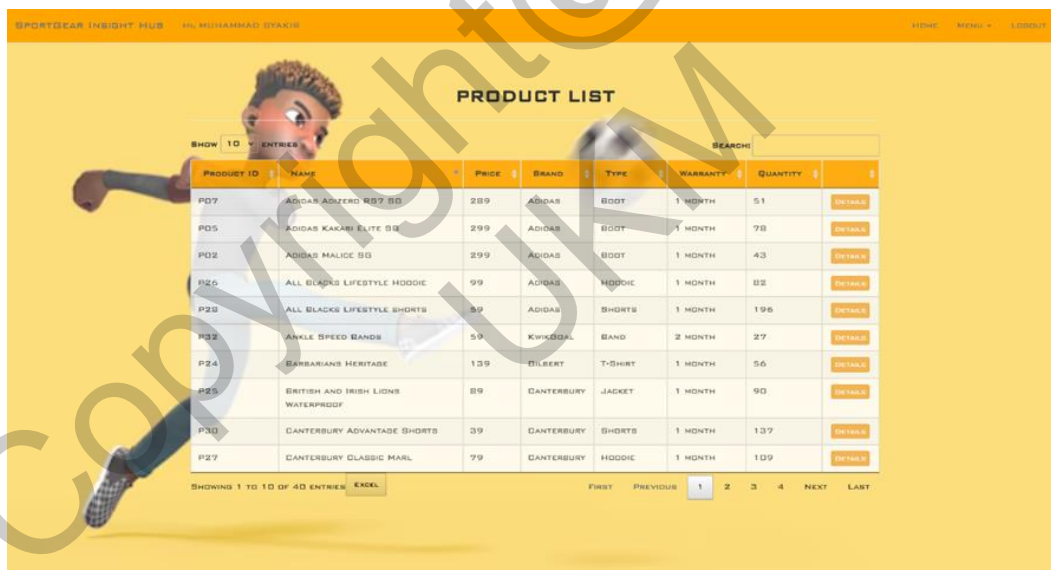 SportGear Insight Hub Hi, Muhammad Syakib Home Menu Logout
Product List
Show 10 entries Search:
Product ID Name Price Brand Type Warranty Quantity
P07 Adidas Adizero RS7 SG 289 Adidas Boot 1 month 51 Details
P05 Adidas Kakari Elite SG 299 Adidas Boot 1 month 78 Details
P02 Adidas Malice SG 299 Adidas Boot 1 month 43 Details
P26 All Blacks Lifestyle Hoodie 99 Adidas Hoodie 1 month 82 Details
P28 All Blacks Lifestyle shorts 59 Adidas Shorts 1 month 196 Details
P32 Ankle Speed Bands 59 KwikGoal Band 2 month 27 Details
P24 Barbarians Heritage 139 Gilbert T-Shirt 1 month 56 Details
P25 British and Irish Lions 89 Canterbury Jacket 1 month 90 Details
Waterproof
P30 Canterbury Advantage Shorts 39 Canterbury Shorts 1 month 137 Details
P27 Canterbury Classic Marl 79 Canterbury Hoodie 1 month 109 Details
Showing 1 to 10 of 40 entries Excel First Previous 1 2 3 4 Next Last
Copyright@
UKM